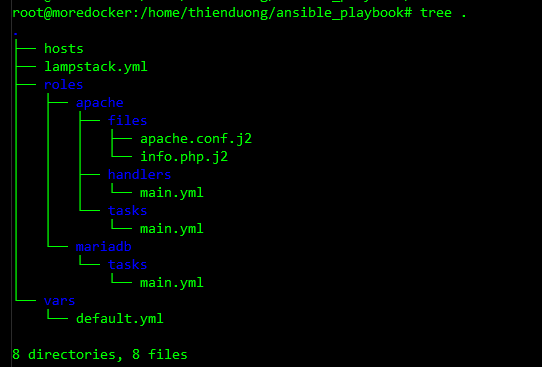 root@moredocker:/home/thienduong/ansible_playbook# tree .
.
├── hosts
├── lampstack.yml
├── roles
│   ├── apache
│   │   ├── files
│   │   │   ├── apache.conf.j2
│   │   │   └── info.php.j2
│   │   ├── handlers
│   │   │   └── main.yml
│   │   └── tasks
│   │       └── main.yml
│   └── mariadb
│       └── tasks
│           └── main.yml
└── vars
    └── default.yml

8 directories, 8 files